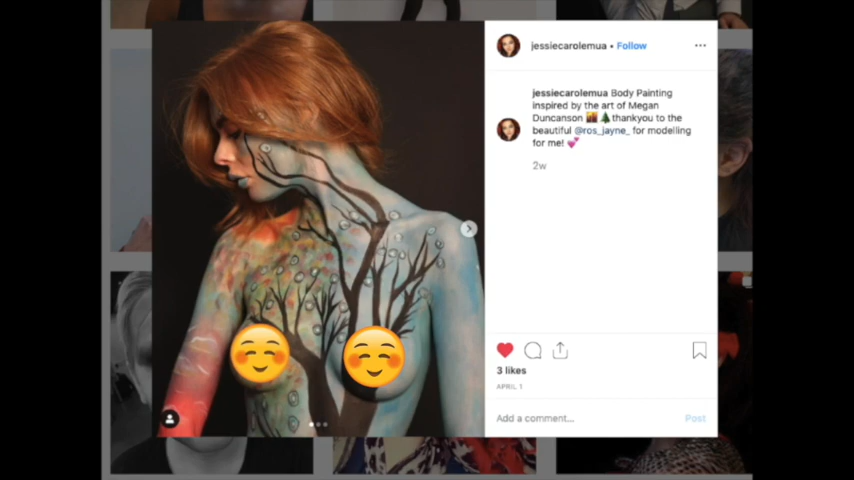 jessiecarolemua • Follow
jessiecarolemua Body Painting
inspired by the art of Megan
Duncanson 🌇🌲thankyou to the
beautiful @ros_jayne_ for modelling
for me! 💕
2w
3 likes
APRIL 1
Add a comment... Post